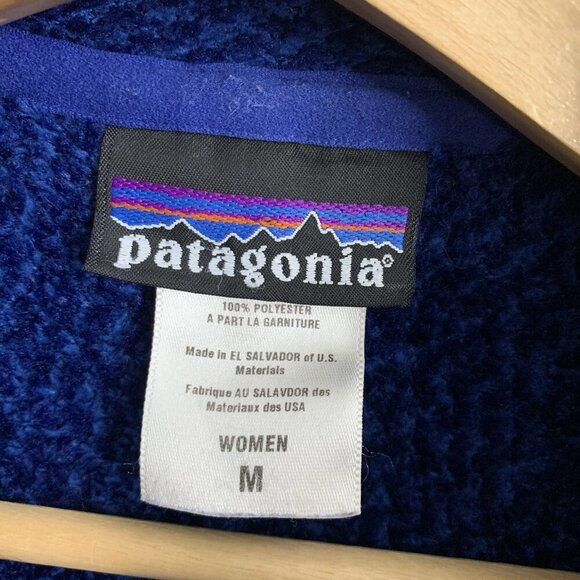 patagonia®
100% POLYESTER
A PART LA GARNITURE
Made in EL SALVADOR of U.S.
Materials
Fabrique AU SALAVDOR des
Materiaux des USA
WOMEN
M